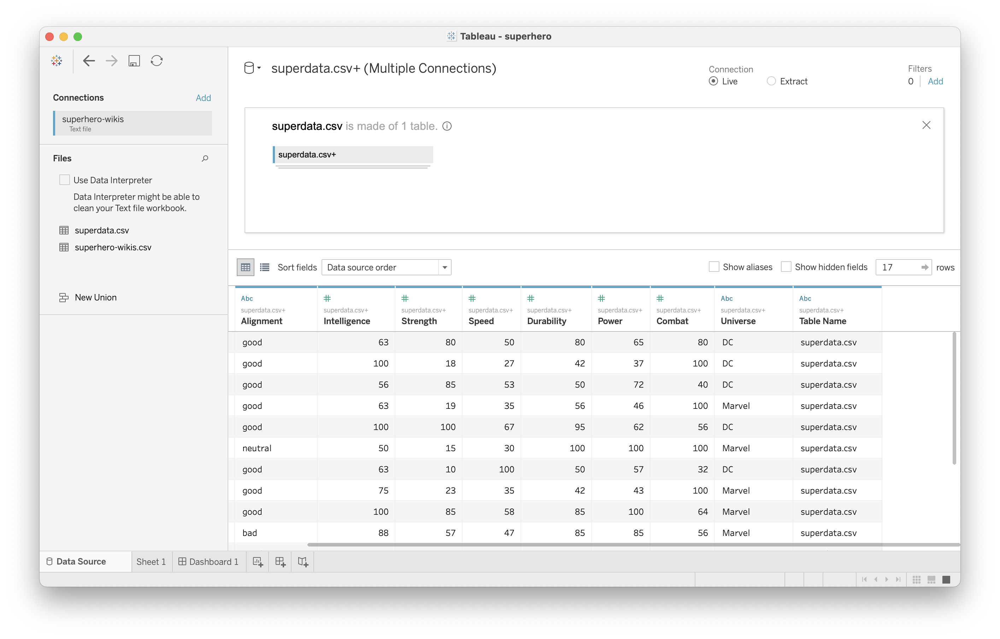 Tableau - superhero
superdata.csv+ (Multiple Connections)
Connection
Live
Extract
Filters
0
Add
Connections
Add
superhero-wikis
Text file
superdata.csv is made of 1 table.
superdata.csv+
Files
Use Data Interpreter
Data Interpreter might be able to
clean your Text file workbook.
superdata.csv
superhero-wikis.csv
New Union
Sort fields
Data source order
Show aliases
Show hidden fields
17
rows
Abc # # # # # # Abc Abc
superdata.csv+ superdata.csv+ superdata.csv+ superdata.csv+ superdata.csv+ superdata.csv+ superdata.csv+ superdata.csv+ superdata.csv+
Alignment Intelligence Strength Speed Durability Power Combat Universe Table Name
good 63 80 50 80 65 80 DC superdata.csv
good 100 18 27 42 37 100 DC superdata.csv
good 56 85 53 50 72 40 DC superdata.csv
good 63 19 35 56 46 100 Marvel superdata.csv
good 100 100 67 95 62 56 DC superdata.csv
neutral 50 15 30 100 100 100 Marvel superdata.csv
good 63 10 100 50 57 32 DC superdata.csv
good 75 23 35 42 43 100 Marvel superdata.csv
good 100 85 58 85 100 64 Marvel superdata.csv
bad 88 57 47 85 85 56 Marvel superdata.csv
Data Source
Sheet 1
Dashboard 1